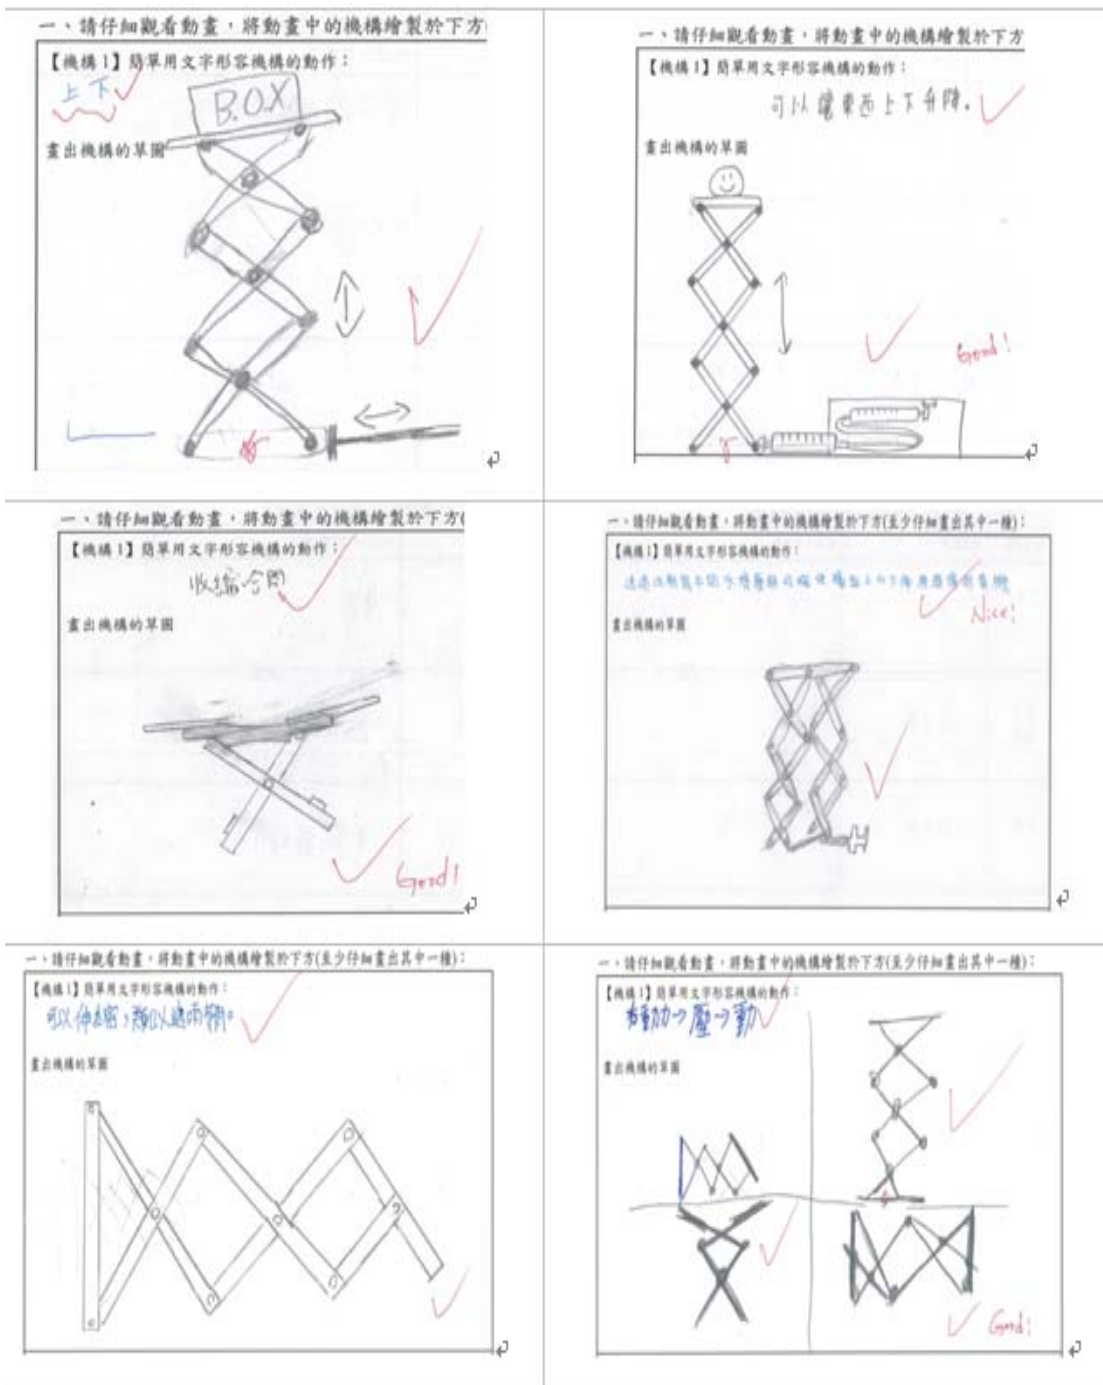 一、請仔細觀看動畫，將動畫中的機構繪製於下方
【機構1】簡單用文字形容機構的動作：
上下
B.O.X
畫出機構的草圖
一、請仔細觀看動畫，將動畫中的機構繪製於下方
【機構1】簡單用文字形容機構的動作：
可以讓東西上下升降。
畫出機構的草圖
Good!
一、請仔細觀看動畫，將動畫中的機構繪製於下方(
【機構1】簡單用文字形容機構的動作：
收縮、合閉
畫出機構的草圖
Good!
一、請仔細觀看動畫，將動畫中的機構繪製於下方(至少仔細畫出其中一種)：
【機構1】簡單用文字形容機構的動作：
Nice!
畫出機構的草圖
一、請仔細觀看動畫，將動畫中的機構繪製於下方(至少仔細畫出其中一種)：
【機構1】簡單用文字形容機構的動作：
可以伸縮，類似
畫出機構的草圖
一、請仔細觀看動畫，將動畫中的機構繪製於下方(至少仔細畫出其中一種)：
【機構1】簡單用文字形容機構的動作：
有動力→壓→動
畫出機構的草圖
Good!